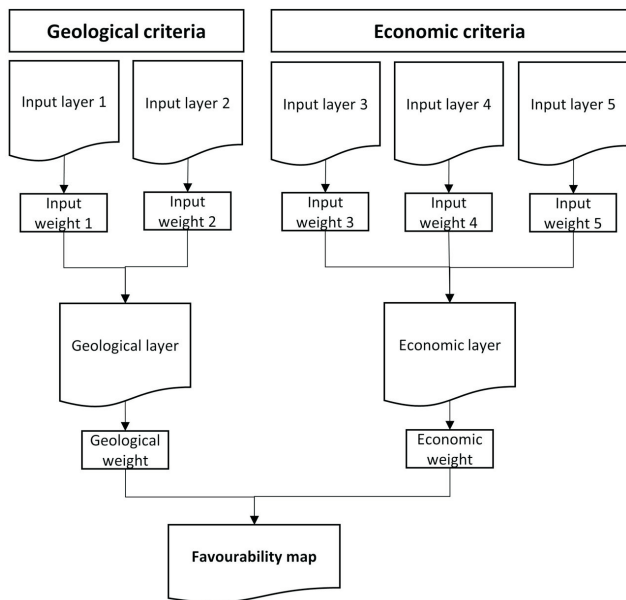 Geological criteria
Economic criteria
Input layer 1
Input layer 2
Input layer 3
Input layer 4
Input layer 5
Input
weight 1
Input
weight 2
Input
weight 3
Input
weight 4
Input
weight 5
Geological layer
Economic layer
Geological
weight
Economic
weight
Favourability map